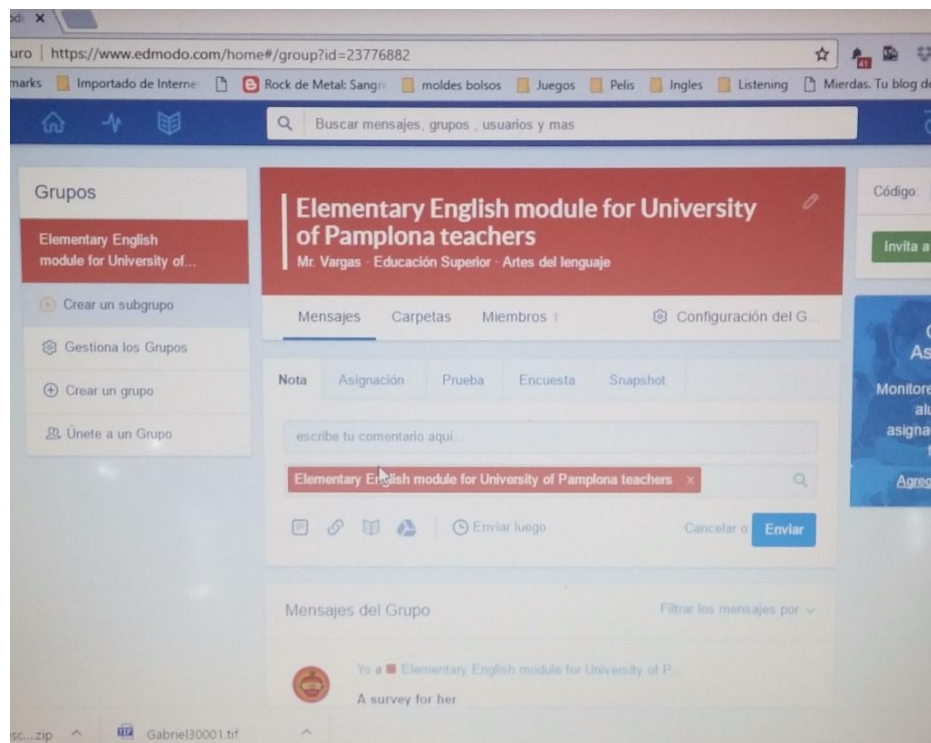 https://www.edmodo.com/home#/group?id=23776882
41
marks Importado de Interne Rock de Metal: Sangr moldes bolsos Juegos Pelis Ingles Listening Mierdas. Tu blog de
Buscar mensajes, grupos , usuarios y mas
Grupos
Elementary English
module for University of...
Crear un subgrupo
Gestiona los Grupos
Crear un grupo
Únete a un Grupo
Elementary English module for University
of Pamplona teachers
Mr. Vargas · Educación Superior · Artes del lenguaje
Mensajes Carpetas Miembros 1 Configuración del G...
Nota Asignación Prueba Encuesta Snapshot
escribe tu comentario aquí...
Elementary English module for University of Pamplona teachers ×
Enviar luego Cancelar o Enviar
Mensajes del Grupo Filtrar los mensajes por
Yo a Elementary English module for University of P...
A survey for her
Código:
Invita a
As
Monitore
alu
asigna
Agreg
sc....zip Gabriel30001.tif